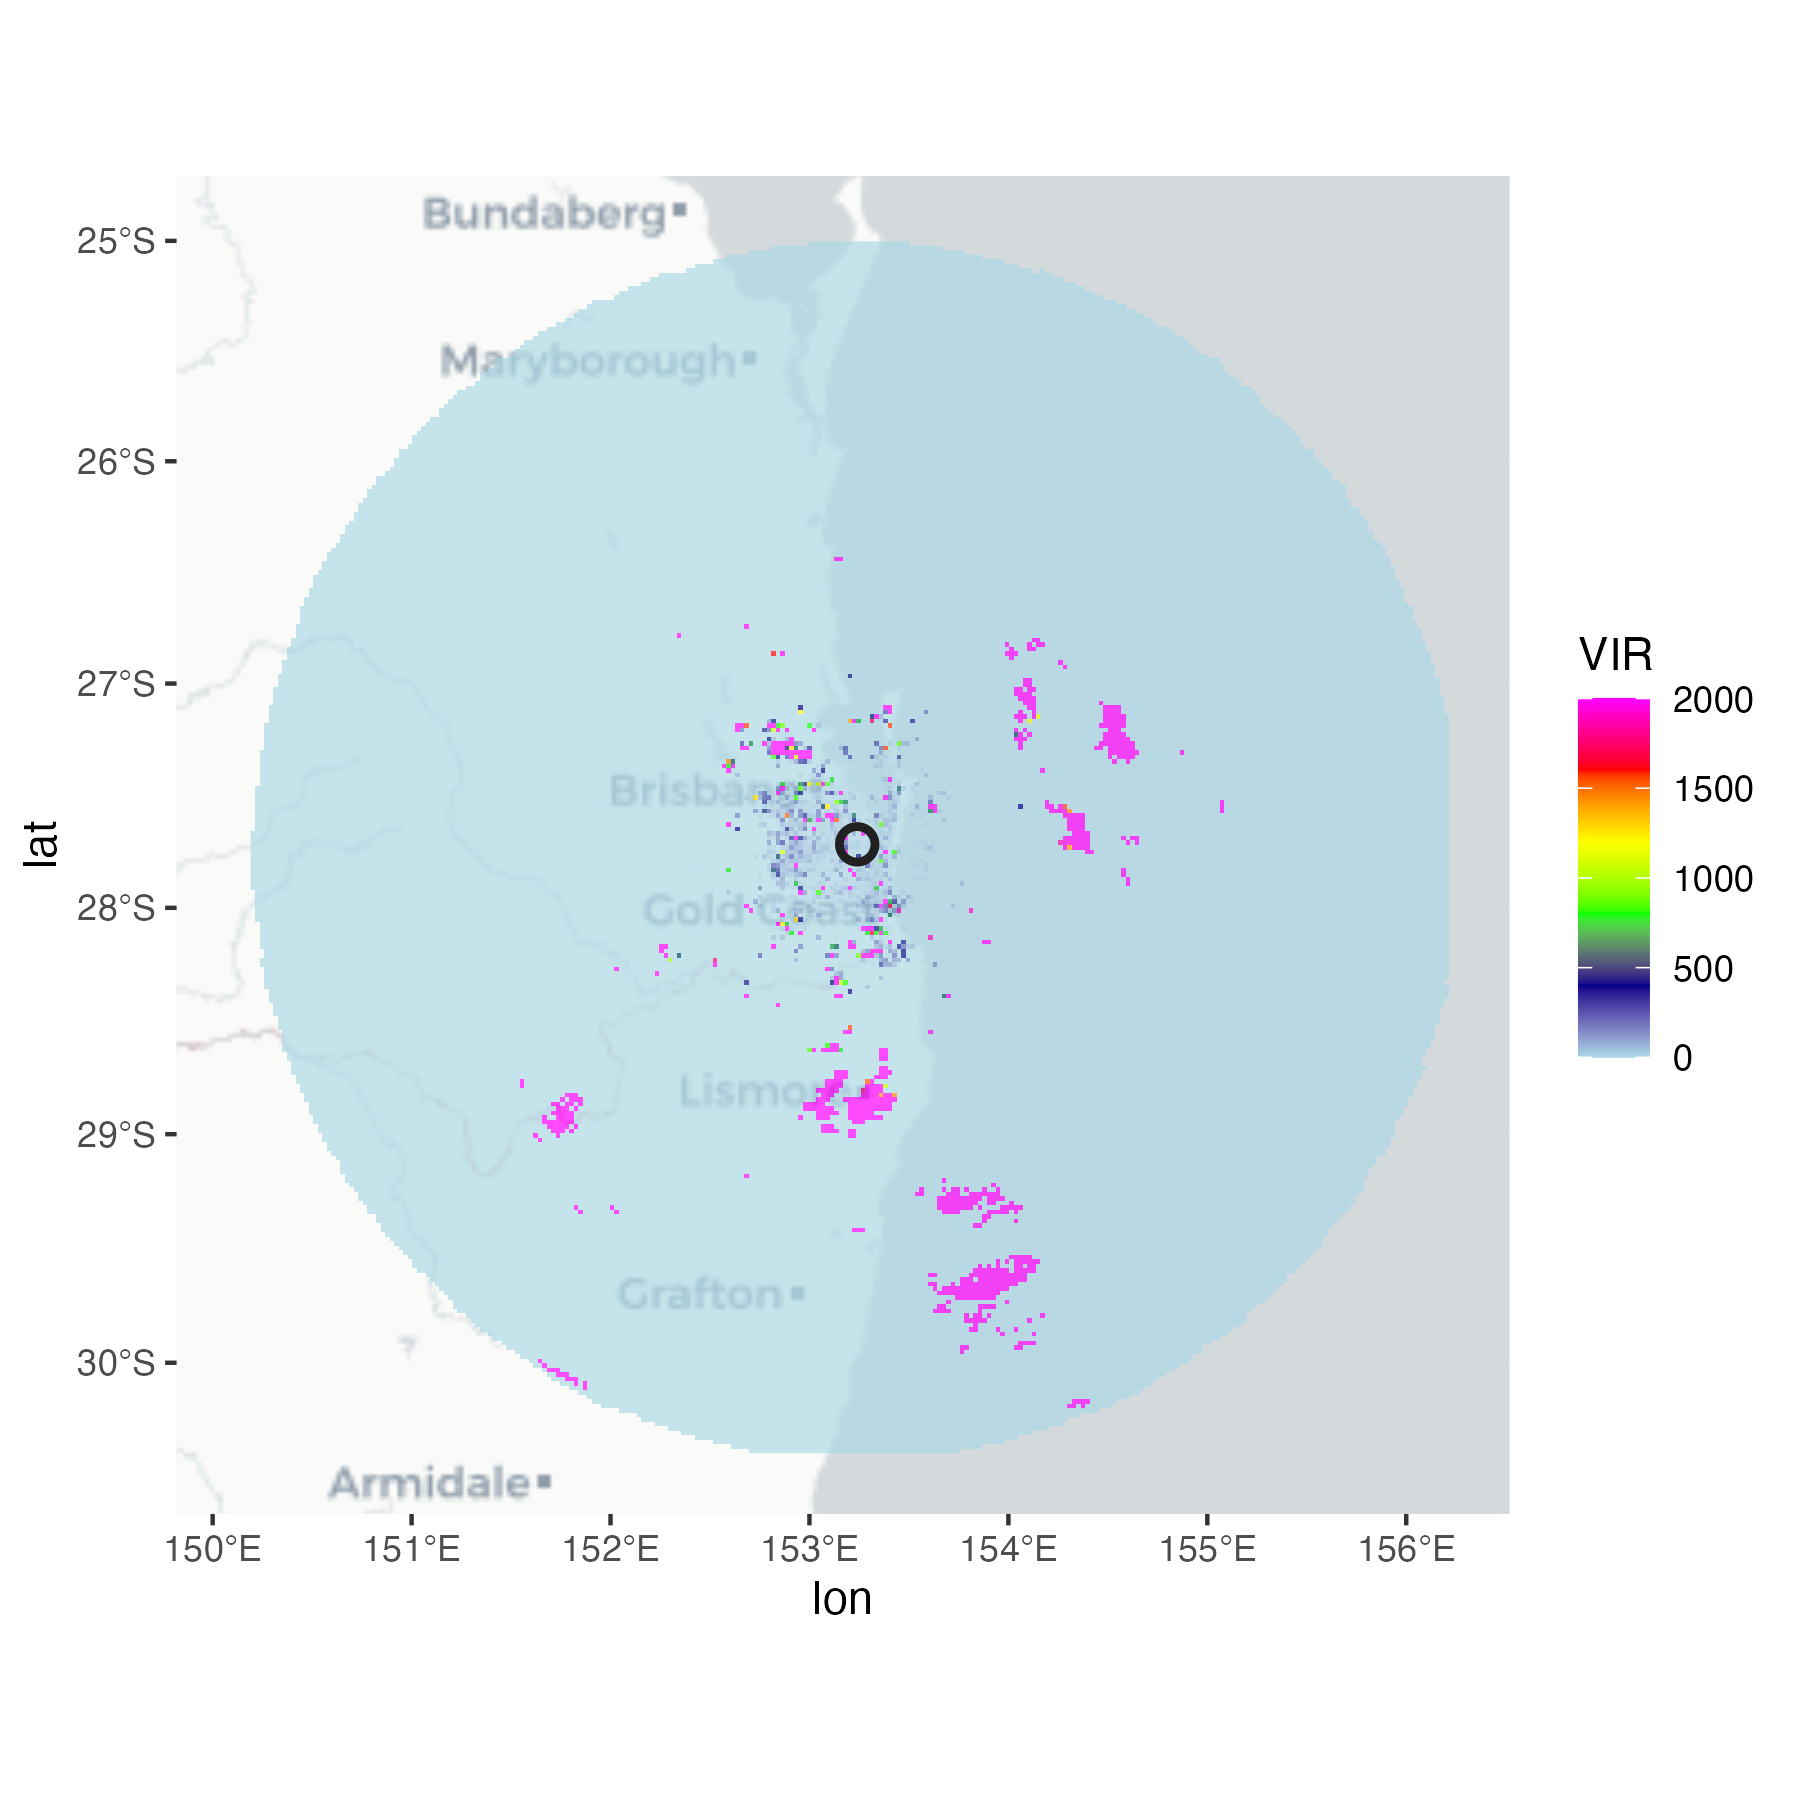 Bundaberg
25°S
Maryborough
26°S
VIR
2000
27°S
1500
Brisbane
lat
1000
28°S
Gold Coast
500
0
Lismore
29°S
Grafton
30°S
Armidale
150°E 151°E 152°E 153°E 154°E 155°E 156°E
lon